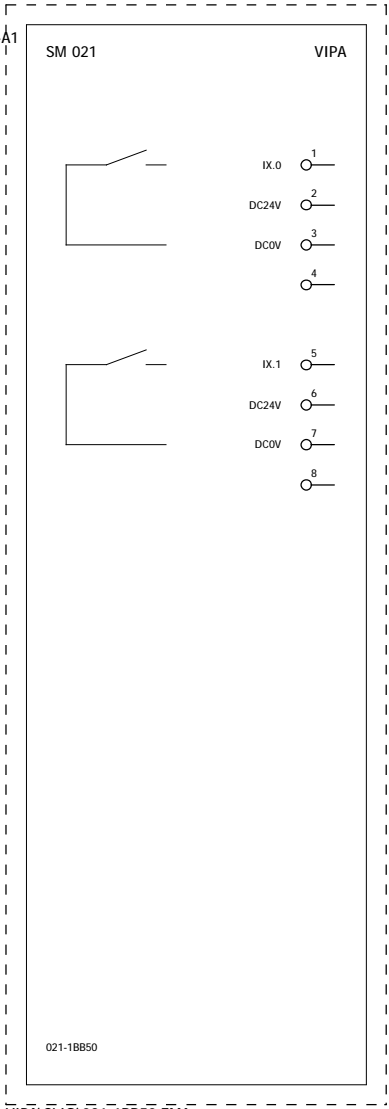 A1
SM 021 VIPA
1
IX.0
2
DC24V
3
DC0V
4
5
IX.1
6
DC24V
7
DC0V
8
021-1BB50